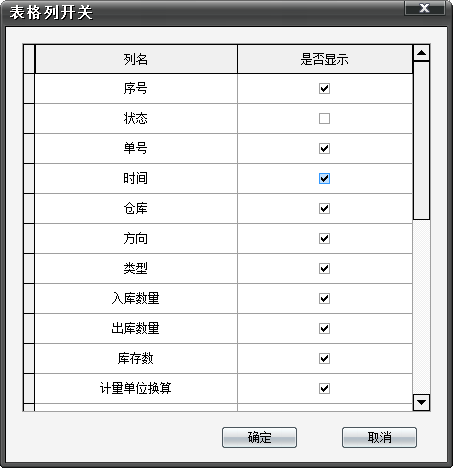 表格列开关
列名 是否显示
序号
状态
单号
时间
仓库
方向
类型
入库数量
出库数量
库存数
计量单位换算
确定 取消